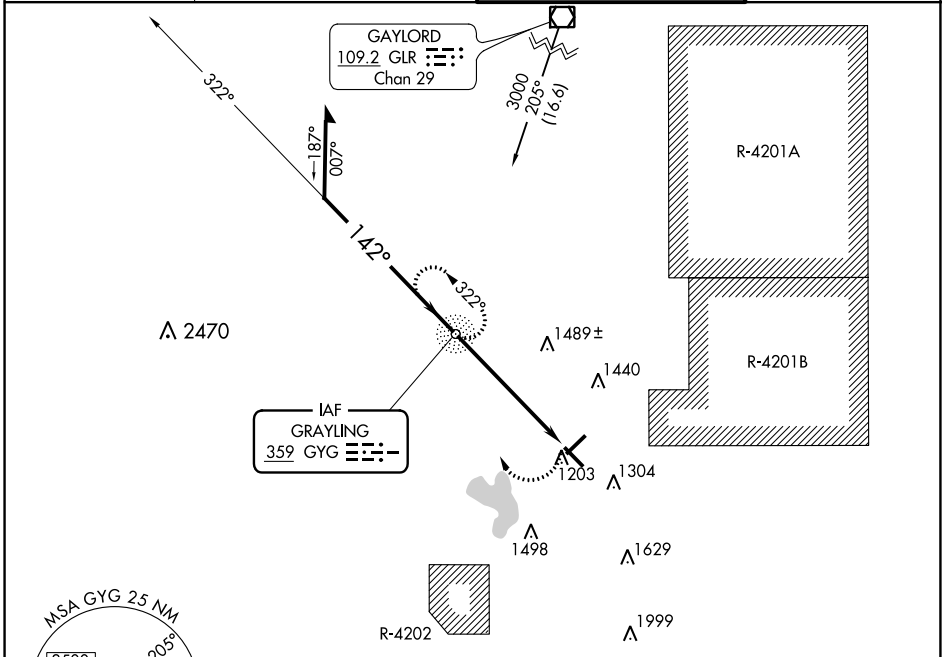 GAYLORD
109.2 GLR
Chan 29
3000
205°
(16.6)
322°
187°
007°
R-4201A
142°
322°
2470
1489±
1440
R-4201B
IAF
GRAYLING
359 GYG
1203
1304
1498
1629
R-4202
1999
MSA GYG 25 NM
205°